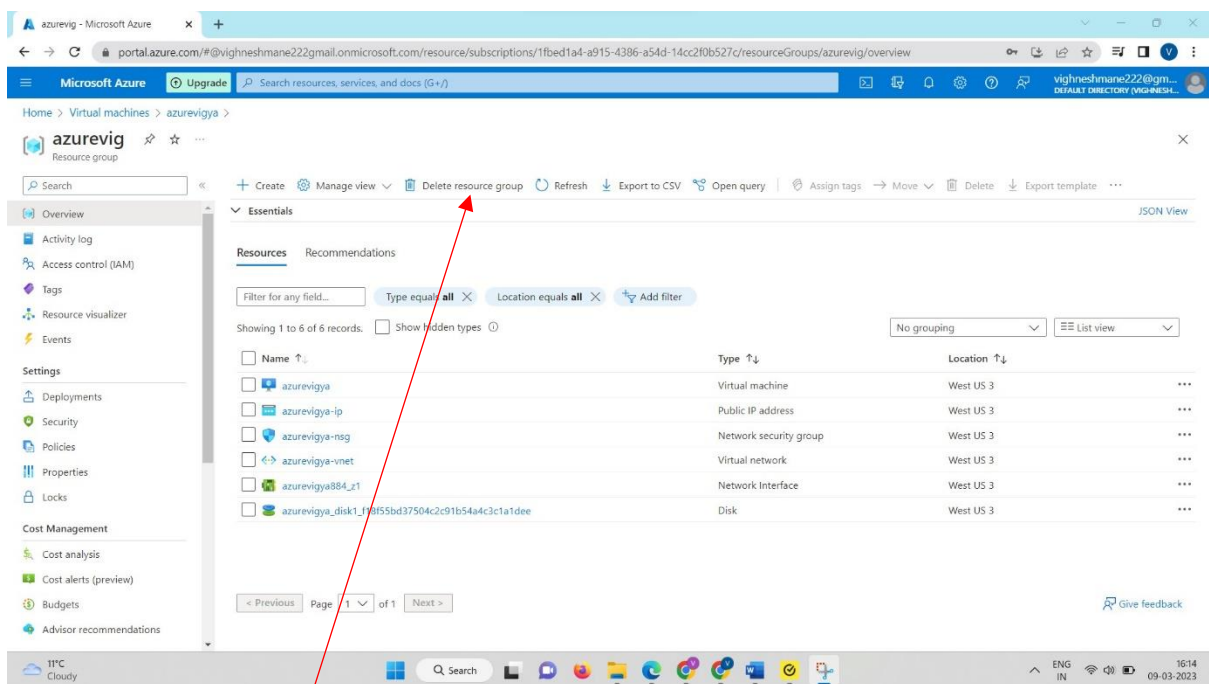 azurevig - Microsoft Azure
portal.azure.com/#@vighneshmane222gmail.onmicrosoft.com/resource/subscriptions/1fbed1a4-a915-4386-a54d-14cc2f0b527c/resourceGroups/azurevig/overview
Microsoft Azure Upgrade Search resources, services, and docs (G+/) vighneshmane222@gm...
DEFAULT DIRECTORY (VIGHNESH...
Home > Virtual machines > azurevigya >
azurevig
Resource group
Search
+ Create Manage view Delete resource group Refresh Export to CSV Open query Assign tags Move Delete Export template ...
Overview
Activity log
Access control (IAM)
Tags
Resource visualizer
Events
Settings
Deployments
Security
Policies
Properties
Locks
Cost Management
Cost analysis
Cost alerts (preview)
Budgets
Advisor recommendations
Essentials JSON View
Resources Recommendations
Filter for any field... Type equals all Location equals all Add filter
Showing 1 to 6 of 6 records. Show hidden types No grouping List view
Name Type Location
azurevigya Virtual machine West US 3
azurevigya-ip Public IP address West US 3
azurevigya-nsg Network security group West US 3
azurevigya-vnet Virtual network West US 3
azurevigya884_z1 Network Interface West US 3
azurevigya_disk1_f18f55bd37504c2c91b54a4c3c1a1dee Disk West US 3
< Previous Page 1 of 1 Next > Give feedback
11°C
Cloudy
Search
ENG
IN
16:14
09-03-2023